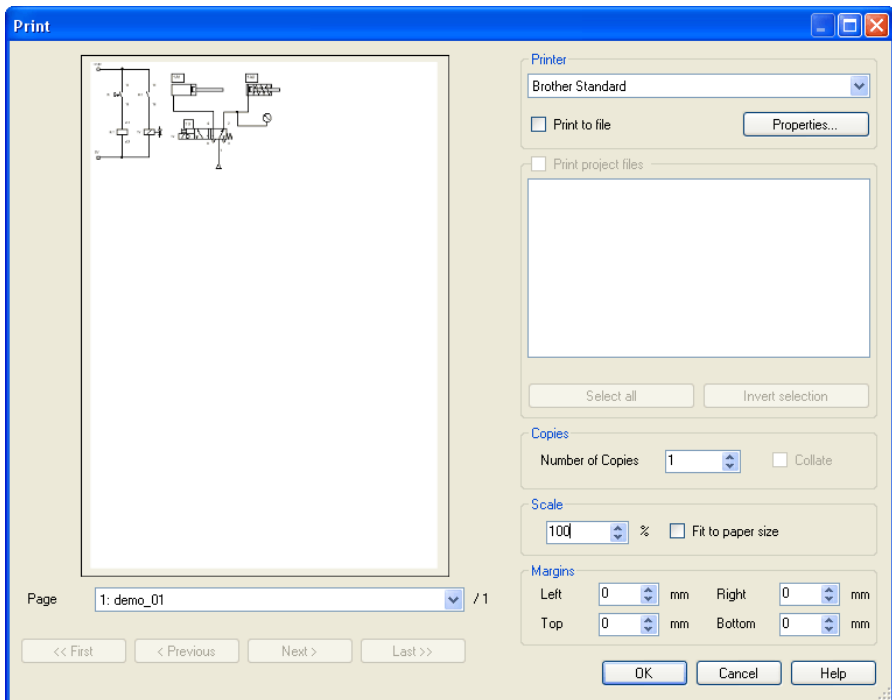 Print
Printer
Brother Standard
Print to file
Properties...
Print project files
Select all
Invert selection
Copies
Number of Copies
1
Collate
Scale
100
%
Fit to paper size
Margins
Left
0
mm
Right
0
mm
Top
0
mm
Bottom
0
mm
Page
1: demo_01
/ 1
<< First
< Previous
Next >
Last >>
OK
Cancel
Help